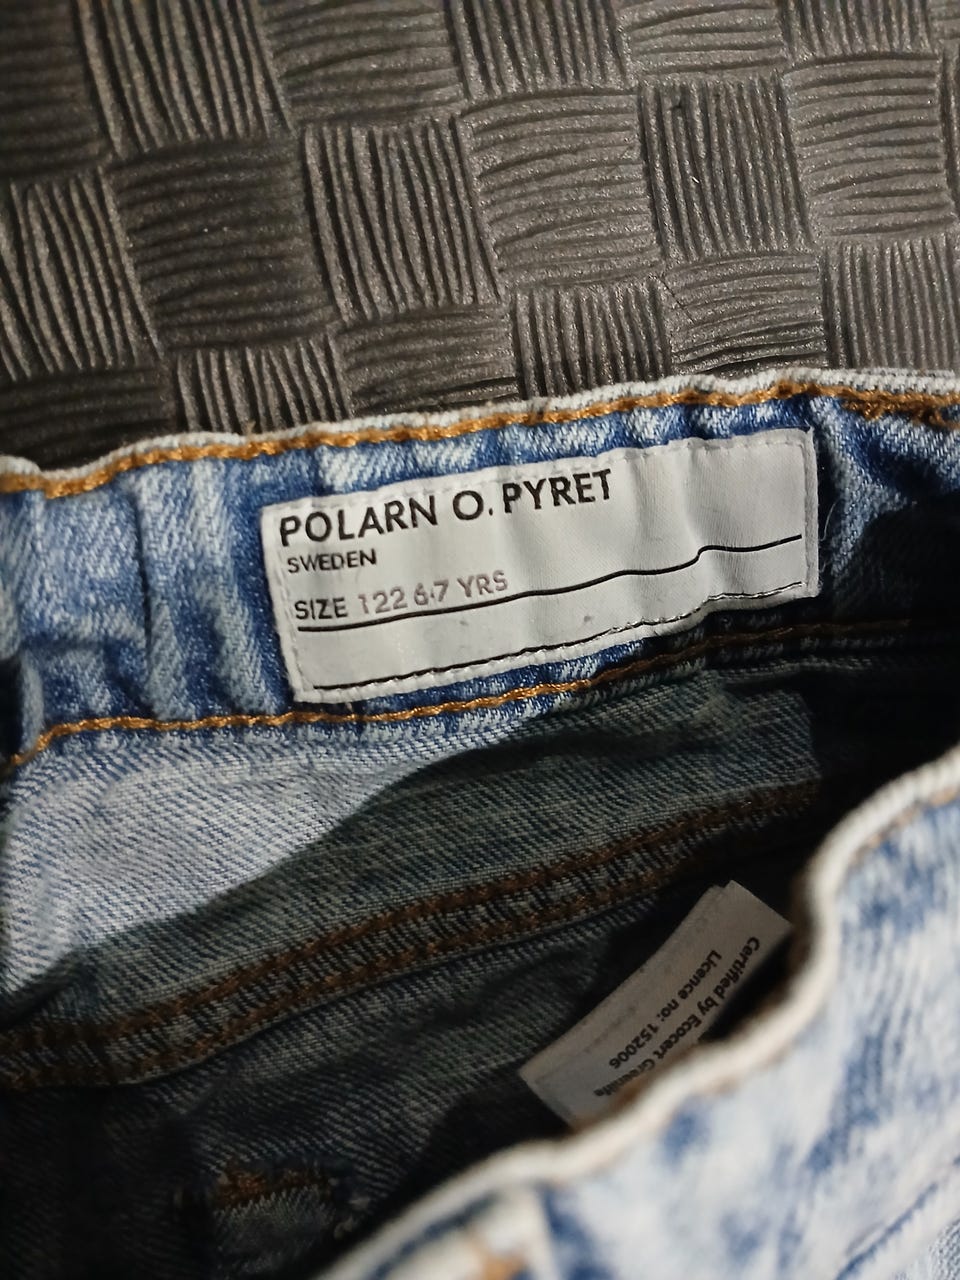 POLARN O. PYRET
SWEDEN
SIZE 122 6-7 YRS
Certified by Ecocert Greenlife
Licence no: 152006